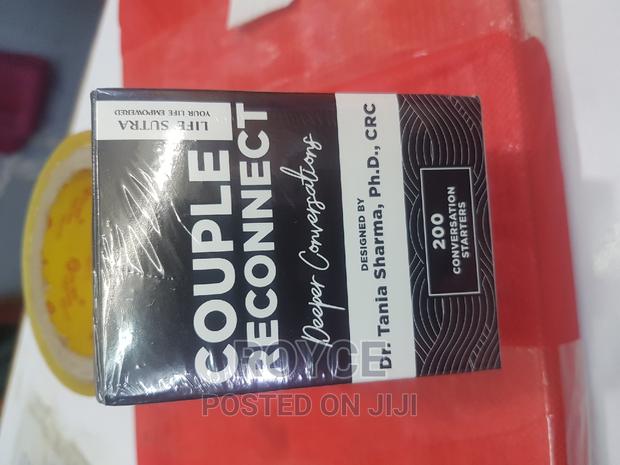 LIFE SUTRA
YOUR LIFE EMPOWERED
COUPLE
RECONNECT
Deeper Conversations
DESIGNED BY
Dr. Tania Sharma, Ph.D., CRC
200
CONVERSATION
STARTERS
ROYCE
POSTED ON JIJI